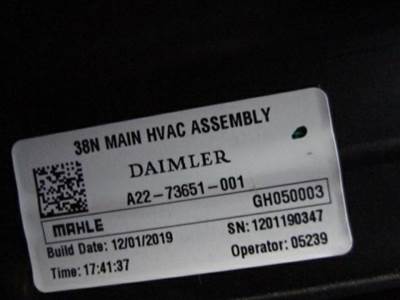 38N MAIN HVAC ASSEMBLY
DAIMLER
A22-73651-001
MAHLE GH050003
Build Date: 12/01/2019 SN:1201190347
Time: 17:41:37 Operator: 05239